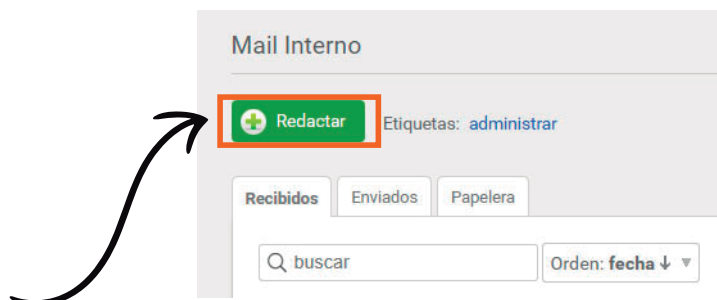 Mail Interno
Redactar Etiquetas: administrar
Recibidos Enviados Papelera
buscar Orden: fecha ↓